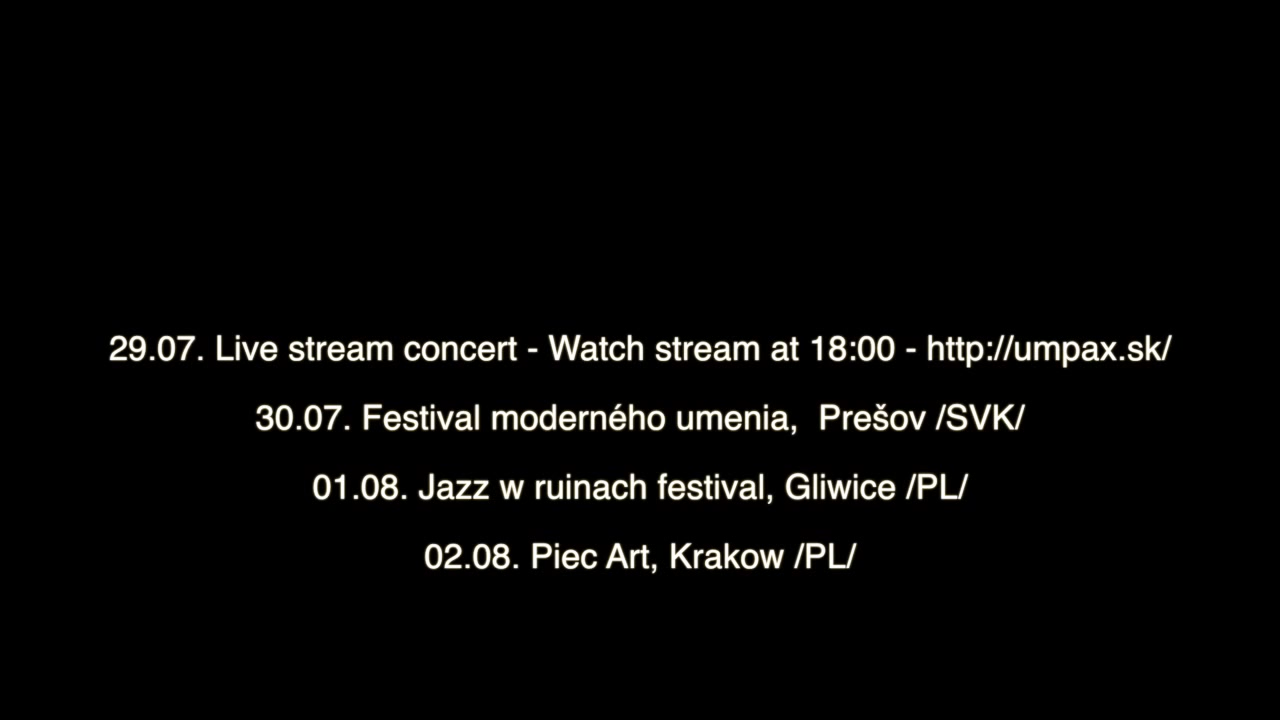 29.07. Live stream concert - Watch stream at 18:00 - http://umpax.sk/
30.07. Festival moderného umenia,  Prešov /SVK/
01.08. Jazz w ruinach festival, Gliwice /PL/
02.08. Piec Art, Krakow /PL/